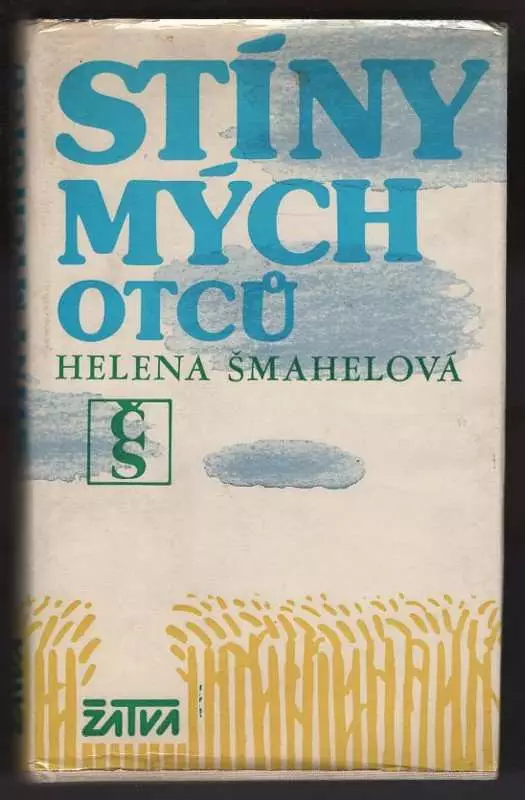 STÍNY
MÝCH
OTCŮ
HELENA ŠMAHELOVÁ
ČS
ŽATVA